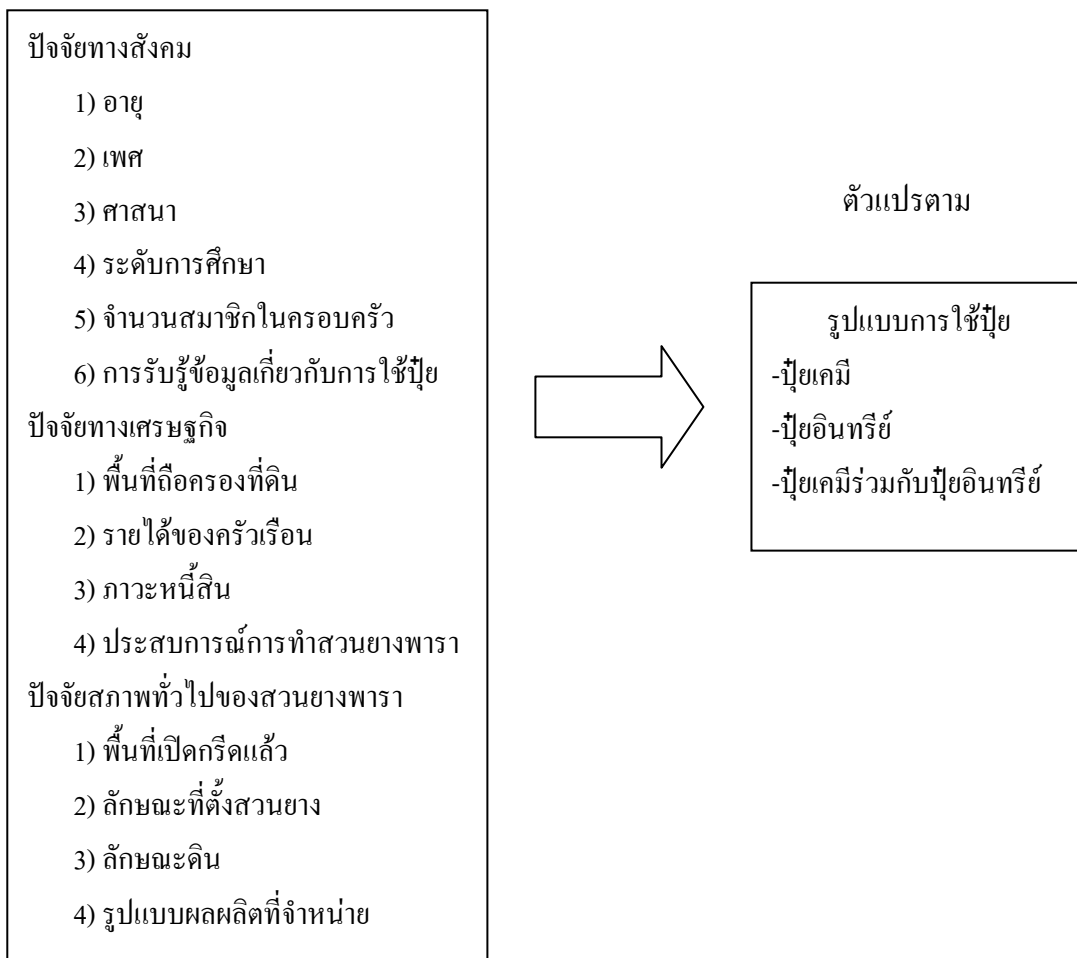 ปัจจัยทางสังคม
1) อายุ
2) เพศ
3) ศาสนา
4) ระดับการศึกษา
5) จำนวนสมาชิกในครอบครัว
6) การรับรู้ข้อมูลเกี่ยวกับการใช้ปุ๋ย
ปัจจัยทางเศรษฐกิจ
1) พื้นที่ถือครองที่ดิน
2) รายได้ของครัวเรือน
3) ภาวะหนี้สิน
4) ประสบการณ์การทำสวนยางพารา
ปัจจัยสภาพทั่วไปของสวนยางพารา
1) พื้นที่เปิดกรีดแล้ว
2) ลักษณะที่ตั้งสวนยาง
3) ลักษณะดิน
4) รูปแบบผลผลิตที่จำหน่าย
ตัวแปรตาม
รูปแบบการใช้ปุ๋ย
-ปุ๋ยเคมี
-ปุ๋ยอินทรีย์
-ปุ๋ยเคมีร่วมกับปุ๋ยอินทรีย์